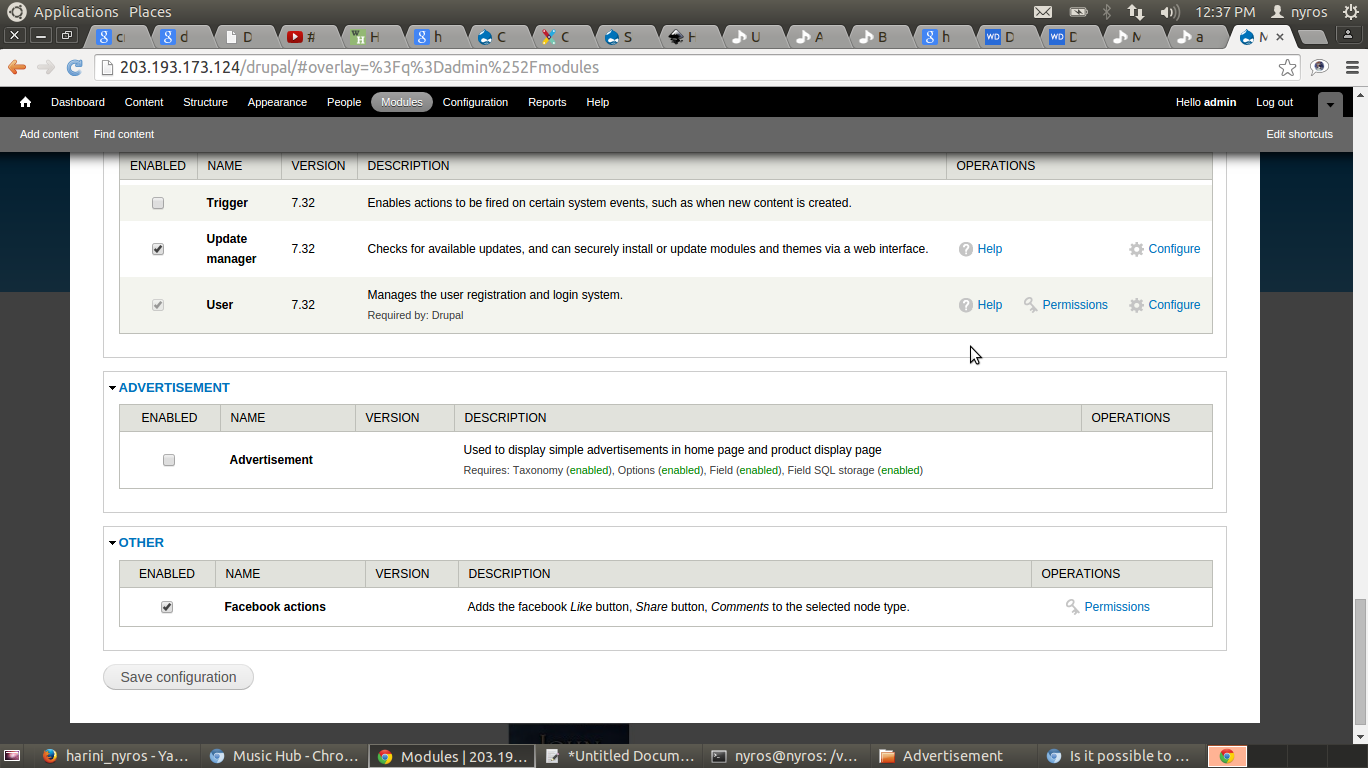 Applications Places 12:37 PM nyros
cr d D # H h C C S H U A B h D D M a M
203.193.173.124/drupal/#overlay=%3Fq%3Dadmin%252Fmodules
Dashboard Content Structure Appearance People Modules Configuration Reports Help Hello admin Log out
Add content Find content Edit shortcuts
ENABLED NAME VERSION DESCRIPTION OPERATIONS
Trigger 7.32 Enables actions to be fired on certain system events, such as when new content is created.
Update
manager 7.32 Checks for available updates, and can securely install or update modules and themes via a web interface. Help Configure
User 7.32 Manages the user registration and login system. Help Permissions Configure
Required by: Drupal
ADVERTISEMENT
ENABLED NAME VERSION DESCRIPTION OPERATIONS
Advertisement Used to display simple advertisements in home page and product display page
Requires: Taxonomy (enabled), Options (enabled), Field (enabled), Field SQL storage (enabled)
OTHER
ENABLED NAME VERSION DESCRIPTION OPERATIONS
Facebook actions Adds the facebook Like button, Share button, Comments to the selected node type. Permissions
Save configuration
harini_nyros - Ya... Music Hub - Chro... Modules | 203.19... *Untitled Docum... nyros@nyros: /v... Advertisement Is it possible to ...